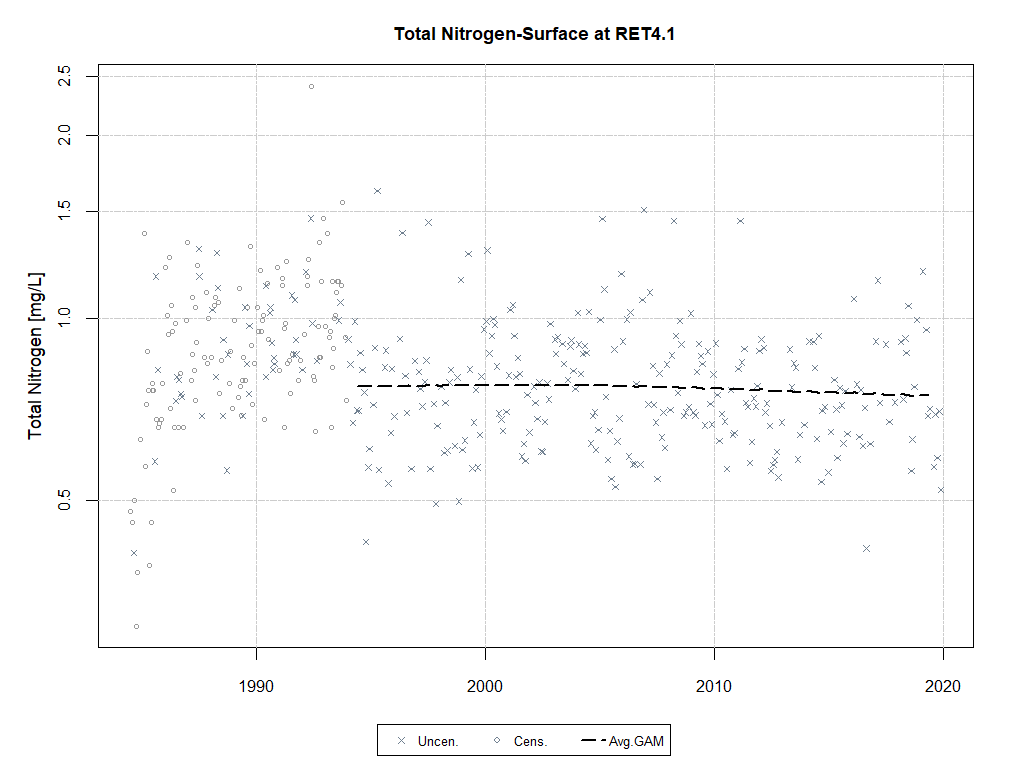 Total Nitrogen-Surface at RET4.1
Total Nitrogen [mg/L]
2.5
2.0
1.5
1.0
0.5
1990 2000 2010 2020
Uncen. Cens. Avg.GAM